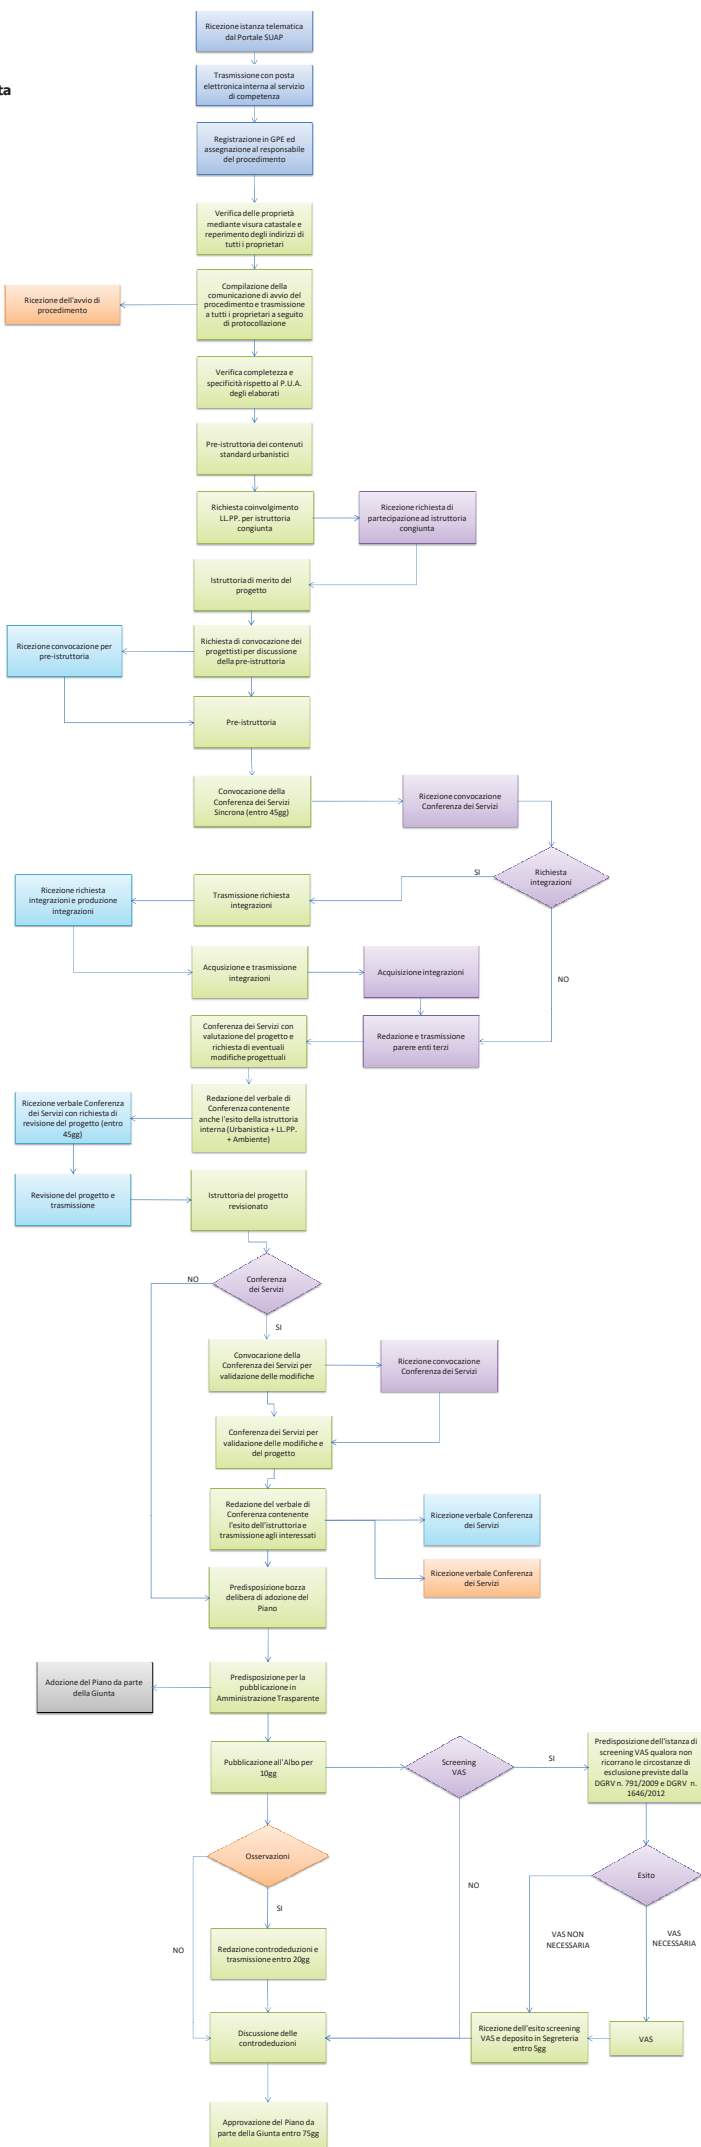 Ricezione istanza telematica
dal Portale SUAP
ta
Trasmissione con posta
elettronica interna al servizio
di competenza
Registrazione in GPE ed
assegnazione al responsabile
del procedimento
Verifica delle proprietà
mediante visura catastale e
reperimento degli indirizzi di
tutti i proprietari
Compilazione della
comunicazione di avvio del
procedimento e trasmissione
a tutti i proprietari a seguito
di protocollazione
Ricezione dell'avvio di
procedimento
Verifica completezza e
specificità rispetto al P.U.A.
degli elaborati
Pre-istruttoria dei contenuti
standard urbanistici
Richiesta coinvolgimento
LL.PP. per istruttoria
congiunta
Ricezione richiesta di
partecipazione ad istruttoria
congiunta
Istruttoria di merito del
progetto
Richiesta di convocazione dei
progettisti per discussione
della pre-istruttoria
Ricezione convocazione per
pre-istruttoria
Pre-istruttoria
Convocazione della
Conferenza dei Servizi
Sincrona (entro 45gg)
Ricezione convocazione
Conferenza dei Servizi
Richiesta
integrazioni
SI
Trasmissione richiesta
integrazioni
Ricezione richiesta
integrazioni e produzione
integrazioni
Acqusizione e trasmissione
integrazioni
Acquisizione integrazioni
NO
Conferenza dei Servizi con
valutazione del progetto e
richiesta di eventuali
modifiche progettuali
Redazione e trasmissione
parere enti terzi
Redazione del verbale di
Conferenza contenente
anche l'esito della istruttoria
interna (Urbanistica + LL.PP.
+ Ambiente)
Ricezione verbale Conferenza
dei Servizi con richiesta di
revisione del progetto (entro
45gg)
Revisione del progetto e
trasmissione
Istruttoria del progetto
revisionato
NO
Conferenza
dei Servizi
SI
Convocazione della
Conferenza dei Servizi per
validazione delle modifiche
Ricezione convocazione
Conferenza dei Servizi
Conferenza dei Servizi per
validazione delle modifiche e
del progetto
Redazione del verbale di
Conferenza contenente
l'esito dell'istruttoria e
trasmissione agli interessati
Ricezione verbale Conferenza
dei Servizi
Ricezione verbale Conferenza
dei Servizi
Predisposizione bozza
delibera di adozione del
Piano
Predisposizione per la
pubblicazione in
Amministrazione Trasparente
Adozione del Piano da parte
della Giunta
Pubblicazione all'Albo per
10gg
Screening
VAS
SI
Predisposizione dell'istanza di
screening VAS qualora non
ricorrano le circostanze di
esclusione previste dalla
DGRV n. 791/2009 e DGRV n.
1646/2012
Osservazioni
Esito
NO
SI
VAS NON
NECESSARIA
VAS
NECESSARIA
NO
Redazione controdeduzioni e
trasmissione entro 20gg
Discussione delle
controdeduzioni
Ricezione dell'esito screening
VAS e deposito in Segreteria
entro 5gg
VAS
Approvazione del Piano da
parte della Giunta entro 75gg